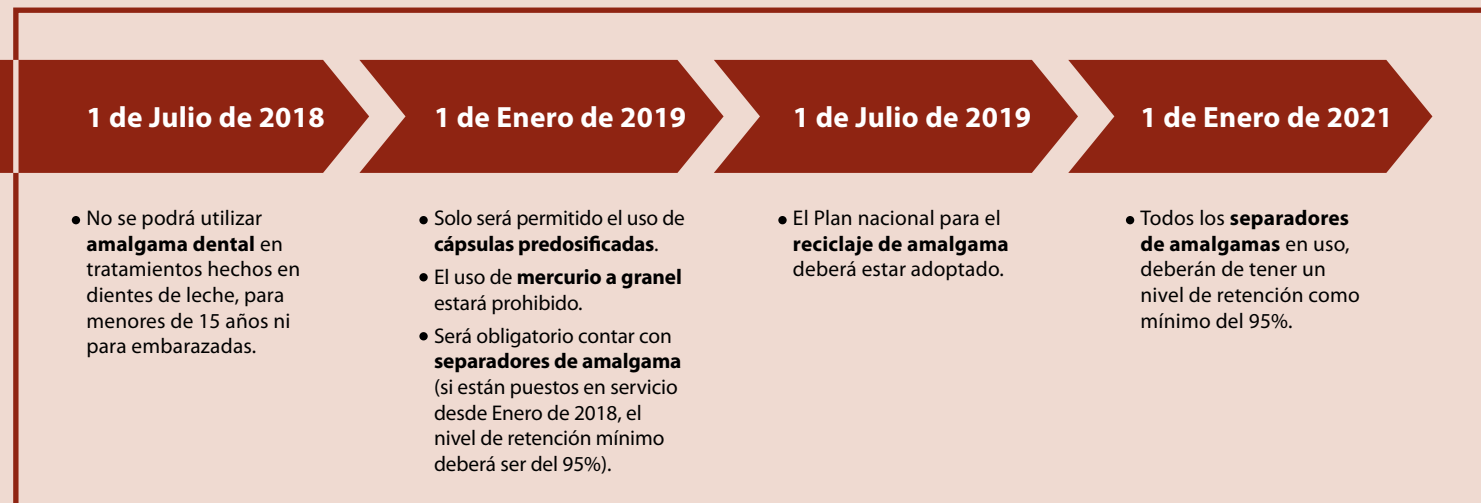 1 de Julio de 2018
• No se podrá utilizar
amalgama dental en
tratamientos hechos en
dientes de leche, para
menores de 15 años ni
para embarazadas.
1 de Enero de 2019
• Solo será permitido el uso de
cápsulas predosificadas.
• El uso de mercurio a granel
estará prohibido.
• Será obligatorio contar con
separadores de amalgama
(si están puestos en servicio
desde Enero de 2018, el
nivel de retención mínimo
deberá ser del 95%).
1 de Julio de 2019
• El Plan nacional para el
reciclaje de amalgama
deberá estar adoptado.
1 de Enero de 2021
• Todos los separadores
de amalgamas en uso,
deberán de tener un
nivel de retención como
mínimo del 95%.